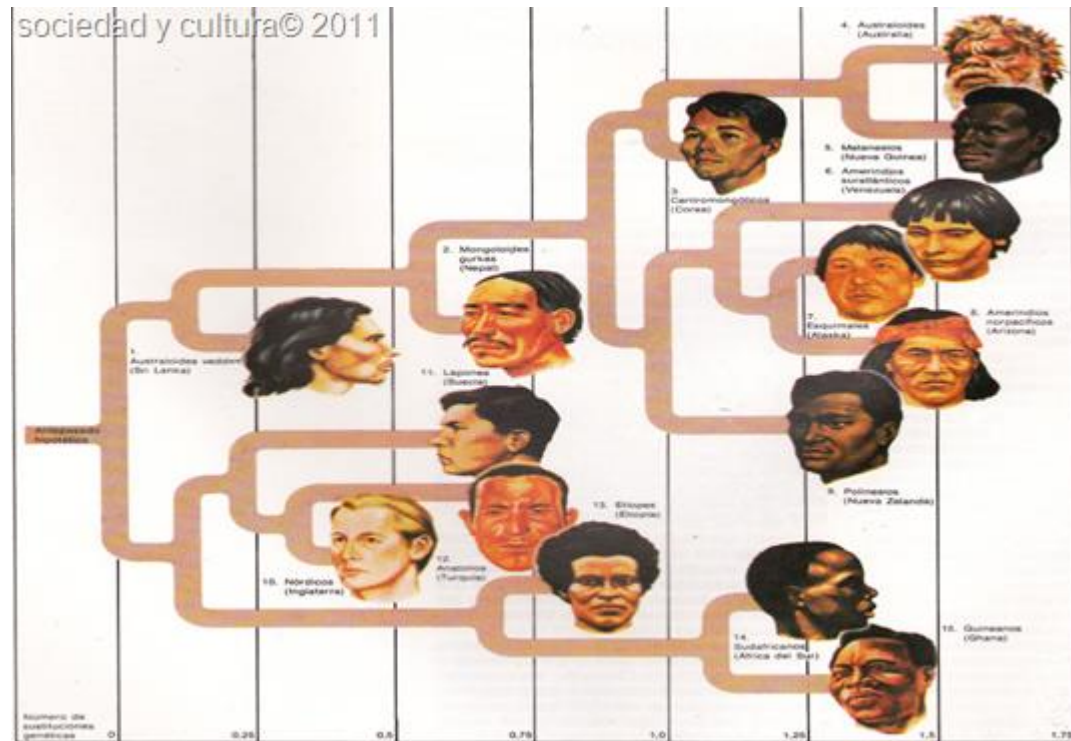 sociedad y cultura© 2011
4. Australoides
(Australia)
5. Melanesios
(Nueva Guinea)
6. Amerindios
suratlánticos
(Venezuela)
3.
Centromongólicos
(Corea)
2. Mongoloides
gurkas
(Nepal)
7.
Esquimales
(Alaska)
8. Amerindios
norpacíficos
(Arizona)
1.
Australoides
(Sri Lanka)
11. Lapones
(Suecia)
Antepasado
hipotético
9. Polinesios
(Nueva Zelanda)
13. Etíopes
(Etiopía)
12.
Anatolios
(Turquía)
10. Nórdicos
(Inglaterra)
14.
Sudafricanos
(África del Sur)
15. Guineanos
(Ghana)
Número de
sustituciones
genéticas 0 0.25 0.5 0.75 1.0 1.25 1.5 1.75